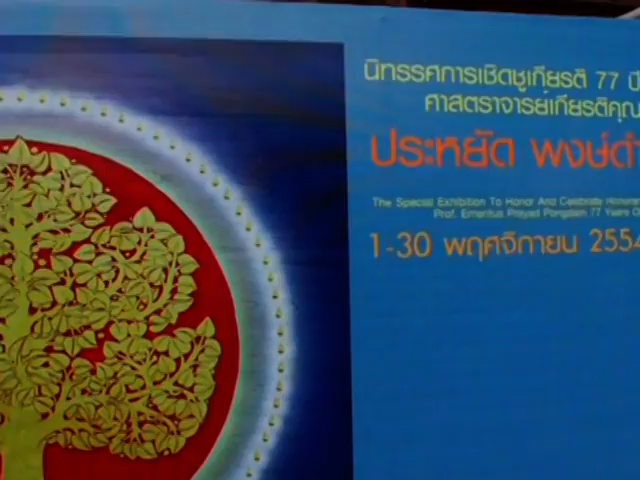 นิทรรศการเชิดชูเกียรติ 77 ปี
ศาสตราจารย์เกียรติคุณ
ประหยัด พงษ์ดำ
The Special Exhibition To Honor And Celebrate
Prof. Emeritus Prayad Pongdam 77 Years
1-30 พฤศจิกายน 2554